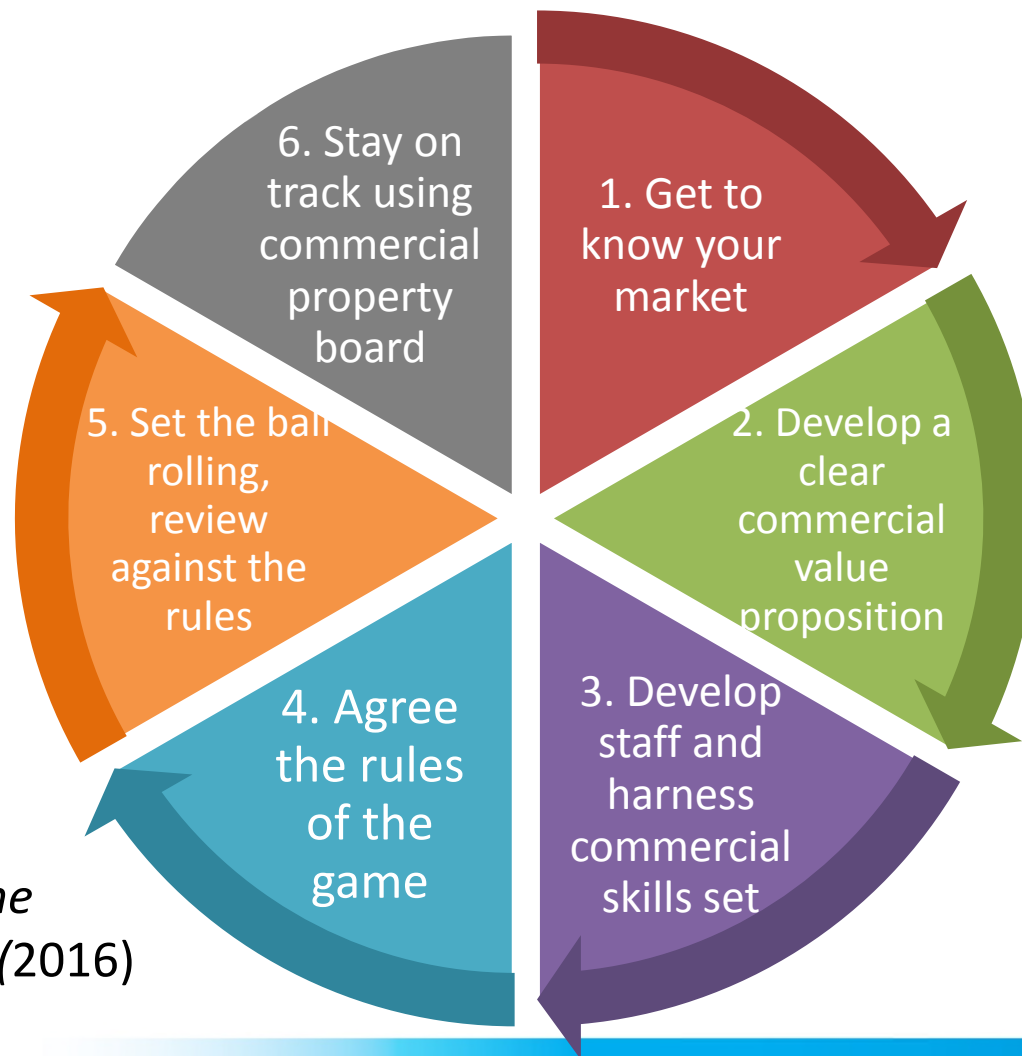 1. Get to
know your
market
2. Develop a
clear
commercial
value
proposition
3. Develop
staff and
harness
commercial
skills set
4. Agree
the rules
of the
game
5. Set the ball
rolling,
review
against the
rules
6. Stay on
track using
commercial
property
board
(2016)